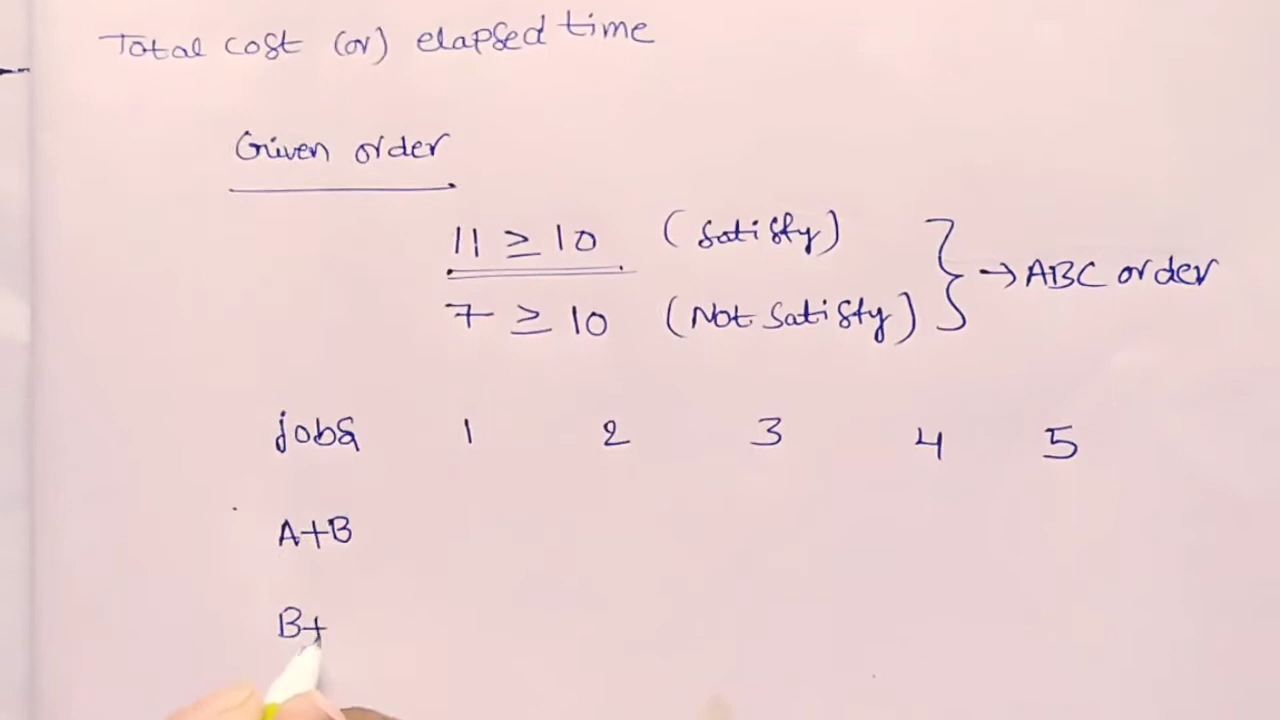 Total cost (or) elapsed time
Given order
11 ≥ 10 (Satisfy)
7 ≥ 10 (Not Satisfy)
→ ABC order
jobs 1 2 3 4 5
A+B
B+